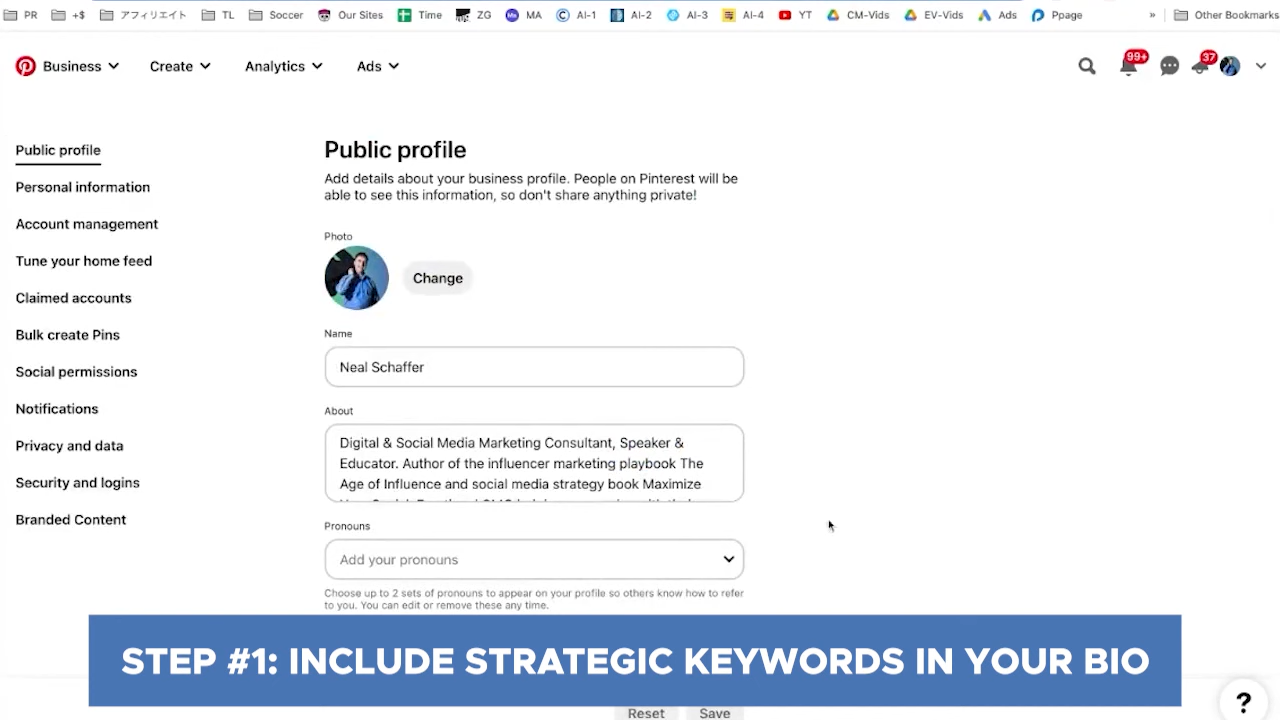 PR +$ アフィリエイト TL Soccer Our Sites Time ZG MA AI-1 AI-2 AI-3 AI-4 YT CM-Vids EV-Vids Ads Ppage » Other Bookmarks
Business Create Analytics Ads 99+ 37
Public profile
Personal information
Account management
Tune your home feed
Claimed accounts
Bulk create Pins
Social permissions
Notifications
Privacy and data
Security and logins
Branded Content
Public profile
Add details about your business profile. People on Pinterest will be
able to see this information, so don't share anything private!
Photo
Change
Name
Neal Schaffer
About
Digital & Social Media Marketing Consultant, Speaker &
Educator. Author of the influencer marketing playbook The
Age of Influence and social media strategy book Maximize
Pronouns
Add your pronouns
Choose up to 2 sets of pronouns to appear on your profile so others know how to refer
to you. You can edit or remove these any time.
STEP #1: INCLUDE STRATEGIC KEYWORDS IN YOUR BIO
Reset Save
?